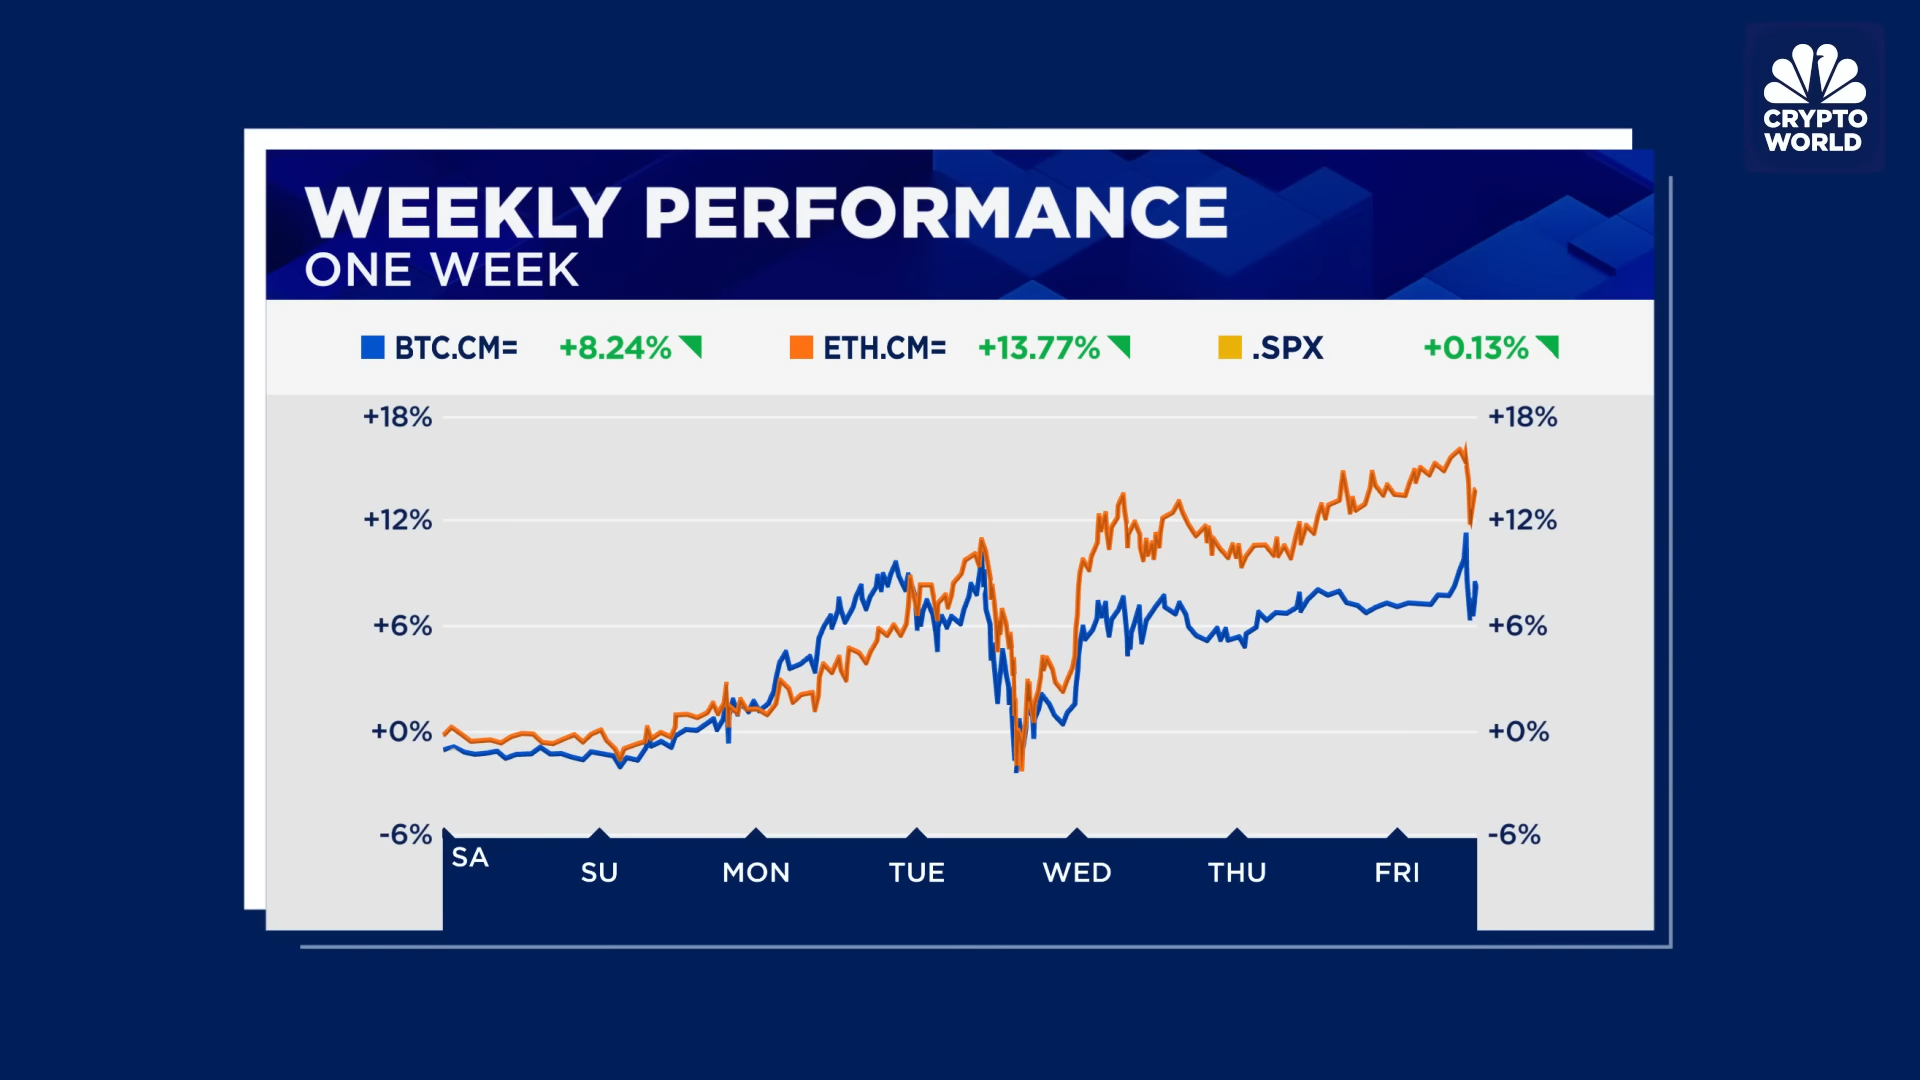 CRYPTO
WORLD
WEEKLY PERFORMANCE
ONE WEEK
BTC.CM= +8.24% ETH.CM= +13.77% .SPX +0.13%
+18% +18%
+12% +12%
+6% +6%
+0% +0%
-6% -6%
SA SU MON TUE WED THU FRI